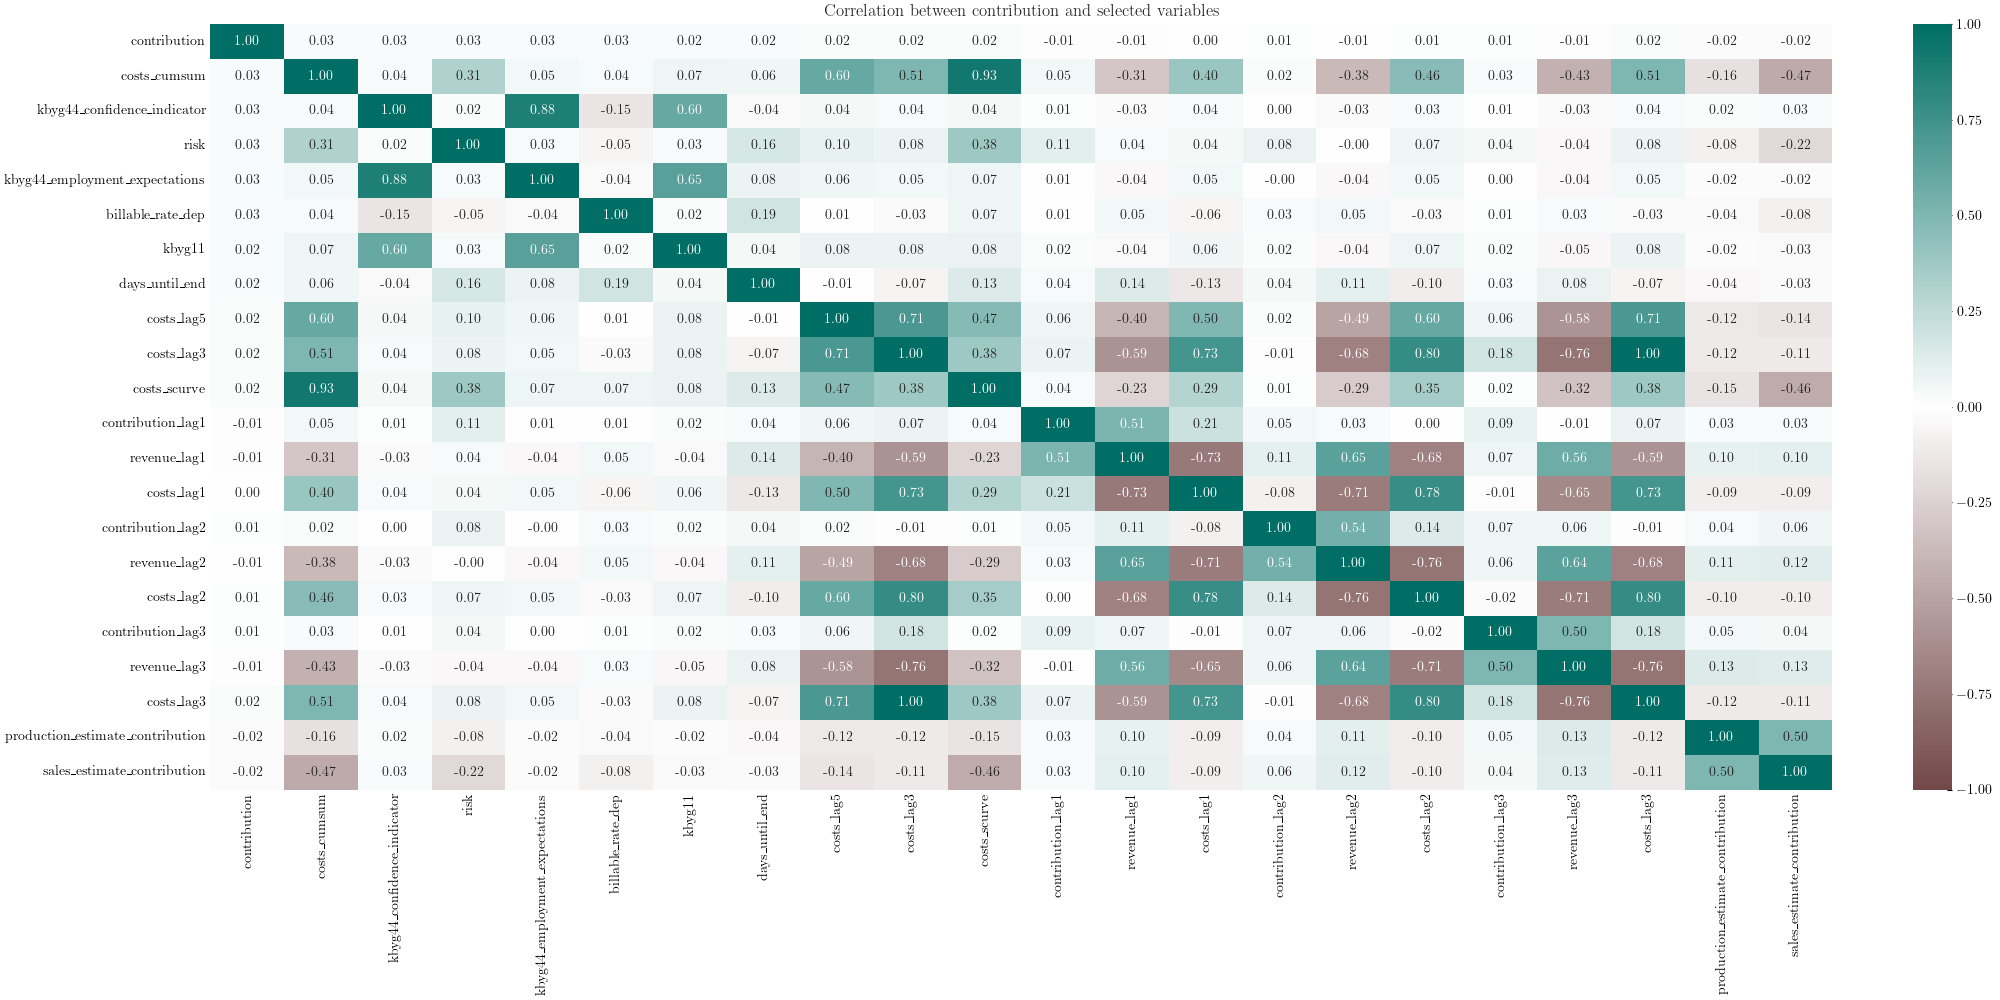 Correlation between contribution and selected variables
contribution 1.00 0.03 0.03 0.03 0.03 0.03 0.02 0.02 0.02 0.02 0.02 -0.01 -0.01 0.00 0.01 -0.01 0.01 0.01 -0.01 0.02 -0.02 -0.02
costs_cumsum 0.03 1.00 0.04 0.31 0.05 0.04 0.07 0.06 0.60 0.51 0.93 0.05 -0.31 0.40 0.02 -0.38 0.46 0.03 -0.43 0.51 -0.16 -0.47
kbyg44_confidence_indicator 0.03 0.04 1.00 0.02 0.88 -0.15 0.60 -0.04 0.04 0.04 0.04 0.01 -0.03 0.04 0.00 -0.03 0.03 0.01 -0.03 0.04 0.02 0.03
risk 0.03 0.31 0.02 1.00 0.03 -0.05 0.03 0.16 0.10 0.08 0.38 0.11 0.04 0.04 0.08 -0.00 0.07 0.04 -0.04 0.08 -0.08 -0.22
kbyg44_employment_expectations 0.03 0.05 0.88 0.03 1.00 -0.04 0.65 0.08 0.06 0.05 0.07 0.01 -0.04 0.05 -0.00 -0.04 0.05 0.00 -0.04 0.05 -0.02 -0.02
billable_rate_dep 0.03 0.04 -0.15 -0.05 -0.04 1.00 0.02 0.19 0.01 -0.03 0.07 0.01 0.05 -0.06 0.03 0.05 -0.03 0.01 0.03 -0.03 -0.04 -0.08
kbyg11 0.02 0.07 0.60 0.03 0.65 0.02 1.00 0.04 0.08 0.08 0.08 0.02 -0.04 0.06 0.02 -0.04 0.07 0.02 -0.05 0.08 -0.02 -0.03
days_until_end 0.02 0.06 -0.04 0.16 0.08 0.19 0.04 1.00 -0.01 -0.07 0.13 0.04 0.14 -0.13 0.04 0.11 -0.10 0.03 0.08 -0.07 -0.04 -0.03
costs_lag5 0.02 0.60 0.04 0.10 0.06 0.01 0.08 -0.01 1.00 0.71 0.47 0.06 -0.40 0.50 0.02 -0.49 0.60 0.06 -0.58 0.71 -0.12 -0.14
costs_lag3 0.02 0.51 0.04 0.08 0.05 -0.03 0.08 -0.07 0.71 1.00 0.38 0.07 -0.59 0.73 -0.01 -0.68 0.80 0.18 -0.76 1.00 -0.12 -0.11
costs_scurve 0.02 0.93 0.04 0.38 0.07 0.07 0.08 0.13 0.47 0.38 1.00 0.04 -0.23 0.29 0.01 -0.29 0.35 0.02 -0.32 0.38 -0.15 -0.46
contribution_lag1 -0.01 0.05 0.01 0.11 0.01 0.01 0.02 0.04 0.06 0.07 0.04 1.00 0.51 0.21 0.05 0.03 0.00 0.09 -0.01 0.07 0.03 0.03
revenue_lag1 -0.01 -0.31 -0.03 0.04 -0.04 0.05 -0.04 0.14 -0.40 -0.59 -0.23 0.51 1.00 -0.73 0.11 0.65 -0.68 0.07 0.56 -0.59 0.10 0.10
costs_lag1 0.00 0.40 0.04 0.04 0.05 -0.06 0.06 -0.13 0.50 0.73 0.29 0.21 -0.73 1.00 -0.08 -0.71 0.78 -0.01 -0.65 0.73 -0.09 -0.09
contribution_lag2 0.01 0.02 0.00 0.08 -0.00 0.03 0.02 0.04 0.02 -0.01 0.01 0.05 0.11 -0.08 1.00 0.54 0.14 0.07 0.06 -0.01 0.04 0.06
revenue_lag2 -0.01 -0.38 -0.03 -0.00 -0.04 0.05 -0.04 0.11 -0.49 -0.68 -0.29 0.03 0.65 -0.71 0.54 1.00 -0.76 0.06 0.64 -0.68 0.11 0.12
costs_lag2 0.01 0.46 0.03 0.07 0.05 -0.03 0.07 -0.10 0.60 0.80 0.35 0.00 -0.68 0.78 0.14 -0.76 1.00 -0.02 -0.71 0.80 -0.10 -0.10
contribution_lag3 0.01 0.03 0.01 0.04 0.00 0.01 0.02 0.03 0.06 0.18 0.02 0.09 0.07 -0.01 0.07 0.06 -0.02 1.00 0.50 0.18 0.05 0.04
revenue_lag3 -0.01 -0.43 -0.03 -0.04 -0.04 0.03 -0.05 0.08 -0.58 -0.76 -0.32 -0.01 0.56 -0.65 0.06 0.64 -0.71 0.50 1.00 -0.76 0.13 0.13
costs_lag3 0.02 0.51 0.04 0.08 0.05 -0.03 0.08 -0.07 0.71 1.00 0.38 0.07 -0.59 0.73 -0.01 -0.68 0.80 0.18 -0.76 1.00 -0.12 -0.11
production_estimate_contribution -0.02 -0.16 0.02 -0.08 -0.02 -0.04 -0.02 -0.04 -0.12 -0.12 -0.15 0.03 0.10 -0.09 0.04 0.11 -0.10 0.05 0.13 -0.12 1.00 0.50
sales_estimate_contribution -0.02 -0.47 0.03 -0.22 -0.02 -0.08 -0.03 -0.03 -0.14 -0.11 -0.46 0.03 0.10 -0.09 0.06 0.12 -0.10 0.04 0.13 -0.11 0.50 1.00
contribution
costs_cumsum
kbyg44_confidence_indicator
risk
kbyg44_employment_expectations
billable_rate_dep
kbyg11
days_until_end
costs_lag5
costs_lag3
costs_scurve
contribution_lag1
revenue_lag1
costs_lag1
contribution_lag2
revenue_lag2
costs_lag2
contribution_lag3
revenue_lag3
costs_lag3
production_estimate_contribution
sales_estimate_contribution
1.00
0.75
0.50
0.25
0.00
−0.25
−0.50
−0.75
−1.00